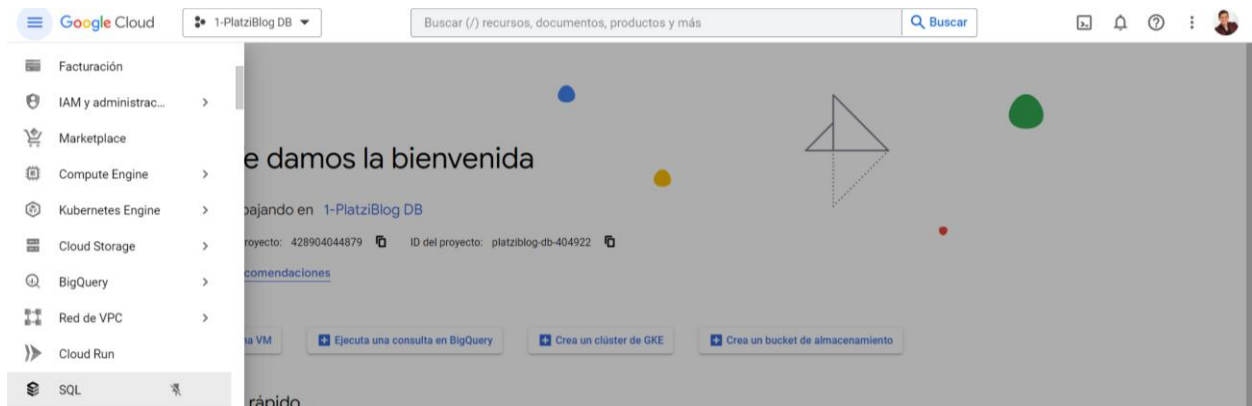 Google Cloud
1-PlatziBlog DB
Buscar (/) recursos, documentos, productos y más
Buscar
Facturación
IAM y administrac...
Marketplace
Compute Engine
Kubernetes Engine
Cloud Storage
BigQuery
Red de VPC
Cloud Run
SQL
e damos la bienvenida
bajando en 1-PlatziBlog DB
royecto: 428904044879 ID del proyecto: platziblog-db-404922
comendaciones
na VM Ejecuta una consulta en BigQuery Crea un clúster de GKE Crea un bucket de almacenamiento
rápido